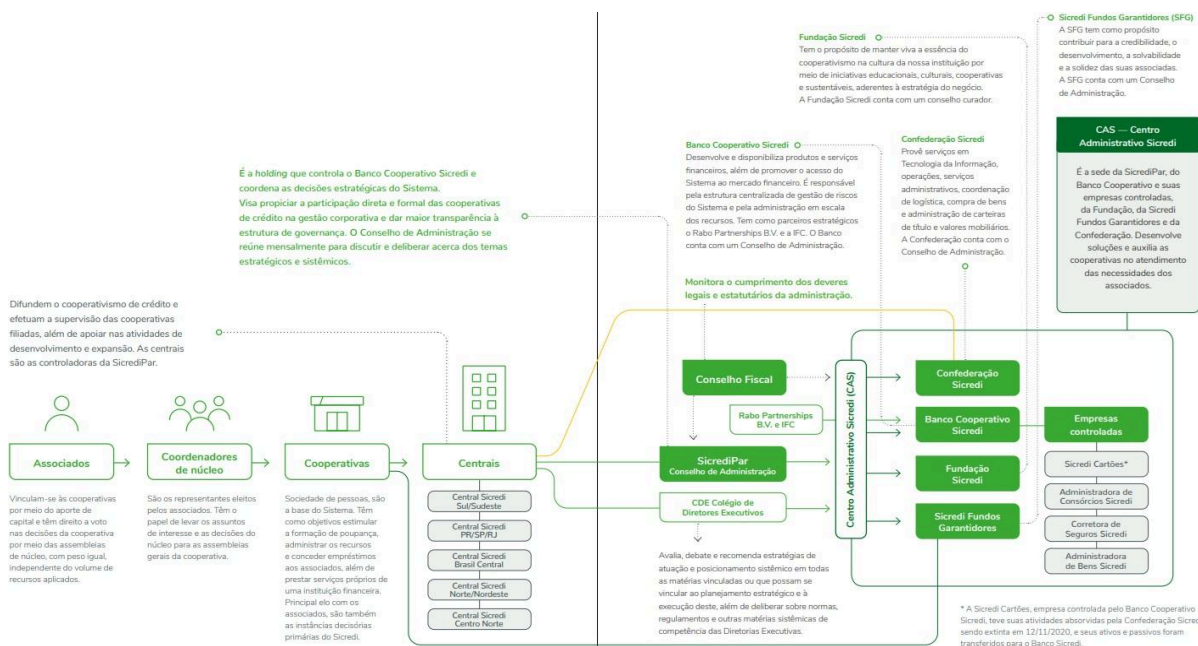 Sicredi Fundos Garantidores (SFG)
A SFG tem como propósito
contribuir para a credibilidade, o
desenvolvimento, a solvabilidade
e a solidez das suas associadas.
A SFG conta com um Conselho
de Administração.
Fundação Sicredi
Tem o propósito de manter viva a essência do
cooperativismo na cultura da nossa instituição por
meio de iniciativas educacionais, culturais, cooperativas
e sustentáveis, aderentes à estratégia do negócio.
A Fundação Sicredi conta com um conselho curador.
CAS — Centro
Administrativo Sicredi
É a sede da SicrediPar, do
Banco Cooperativo e suas
empresas controladas,
da Fundação, da Sicredi
Fundos Garantidores e da
Confederação. Desenvolve
soluções e auxilia as
cooperativas no atendimento
das necessidades dos
associados.
Confederação Sicredi
Provê serviços em
Tecnologia da Informação,
operações, serviços
administrativos, coordenação
de logística, compra de bens
e administração de carteiras
de título e valores mobiliários.
A Confederação conta com o
Conselho de Administração.
Banco Cooperativo Sicredi
Desenvolve e disponibiliza produtos e serviços
financeiros, além de promover o acesso do
Sistema ao mercado financeiro. É responsável
pela estrutura centralizada de gestão de riscos
do Sistema e pela administração em escala
dos recursos. Tem como parceiros estratégicos
o Rabo Partnerships B.V. e a IFC. O Banco
conta com um Conselho de Administração.
É a holding que controla o Banco Cooperativo Sicredi e
coordena as decisões estratégicas do Sistema.
Visa propiciar a participação direta e formal das cooperativas
de crédito na gestão corporativa e dar maior transparência à
estrutura de governança. O Conselho de Administração se
reúne mensalmente para discutir e deliberar acerca dos temas
estratégicos e sistêmicos.
Monitora o cumprimento dos deveres
legais e estatutários da administração.
Difundem o cooperativismo de crédito e
efetuam a supervisão das cooperativas
filiadas, além de apoiar nas atividades de
desenvolvimento e expansão. As centrais
são as controladoras da SicrediPar.
Associados
Coordenadores
de núcleo
Cooperativas
Centrais
Vinculam-se às cooperativas
por meio do aporte de
capital e têm direito a voto
nas decisões da cooperativa
por meio das assembleias
de núcleo, com peso igual,
independente do volume de
recursos aplicados.
São os representantes eleitos
pelos associados. Têm o
papel de levar os assuntos
de interesse e as decisões do
núcleo para as assembleias
gerais da cooperativa.
Sociedade de pessoas, são
a base do Sistema. Têm
como objetivos estimular
a formação de poupança,
administrar os recursos
e conceder empréstimos
aos associados, além de
prestar serviços próprios de
uma instituição financeira.
Principal elo com os
associados, são também
as instâncias decisórias
primárias do Sicredi.
Central Sicredi
Sul/Sudeste
Central Sicredi
PR/SP/RJ
Central Sicredi
Brasil Central
Central Sicredi
Norte/Nordeste
Central Sicredi
Centro Norte
Conselho Fiscal
Rabo Partnerships
B.V. e IFC
SicrediPar
Conselho de Administração
CDE Colégio de
Diretores Executivos
Avalia, debate e recomenda estratégias de
atuação e posicionamento sistêmico em todas
as matérias vinculadas ou que possam se
vincular ao planejamento estratégico e à
execução deste, além de deliberar sobre normas,
regulamentos e outras matérias sistêmicas de
competência das Diretorias Executivas.
Centro Administrativo Sicredi (CAS)
Confederação
Sicredi
Banco Cooperativo
Sicredi
Fundação
Sicredi
Sicredi Fundos
Garantidores
Empresas
controladas
Sicredi Cartões*
Administradora de
Consórcios Sicredi
Corretora de
Seguros Sicredi
Administradora
de Bens Sicredi
* A Sicredi Cartões, empresa controlada pelo Banco Cooperativo
Sicredi, teve suas atividades absorvidas pela Confederação Sicred
sendo extinta em 12/11/2020, e seus ativos e passivos foram
transferidos para o Banco Sicredi.